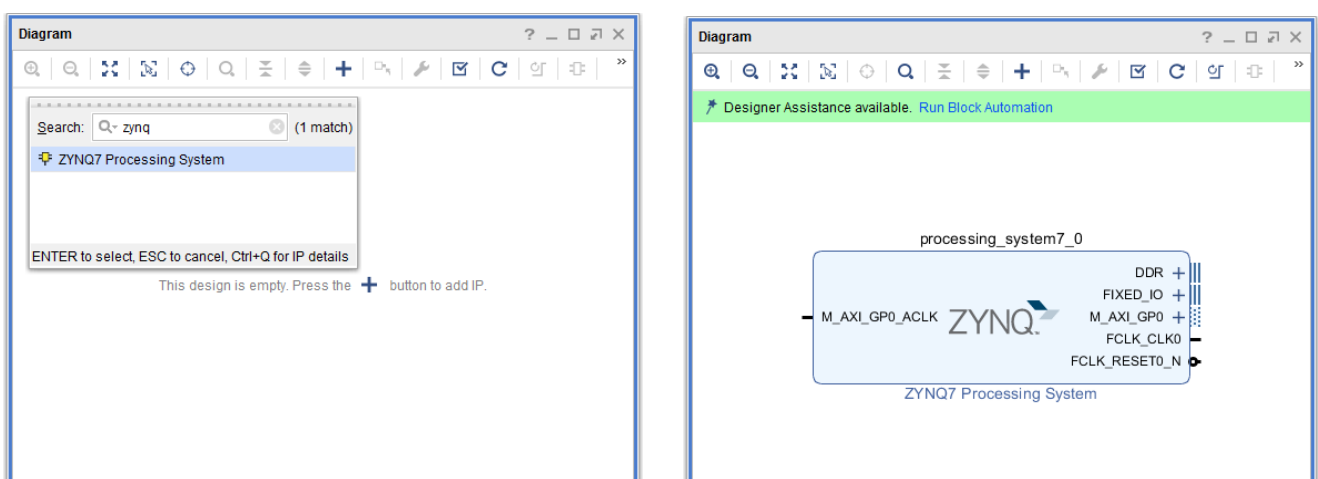 Diagram
Search: zynq (1 match)
ZYNQ7 Processing System
ENTER to select, ESC to cancel, Ctrl+Q for IP details
This design is empty. Press the + button to add IP.
Diagram
Designer Assistance available. Run Block Automation
processing_system7_0
DDR
FIXED_IO
M_AXI_GP0_ACLK ZYNQ. M_AXI_GP0
FCLK_CLK0
FCLK_RESET0_N
ZYNQ7 Processing System